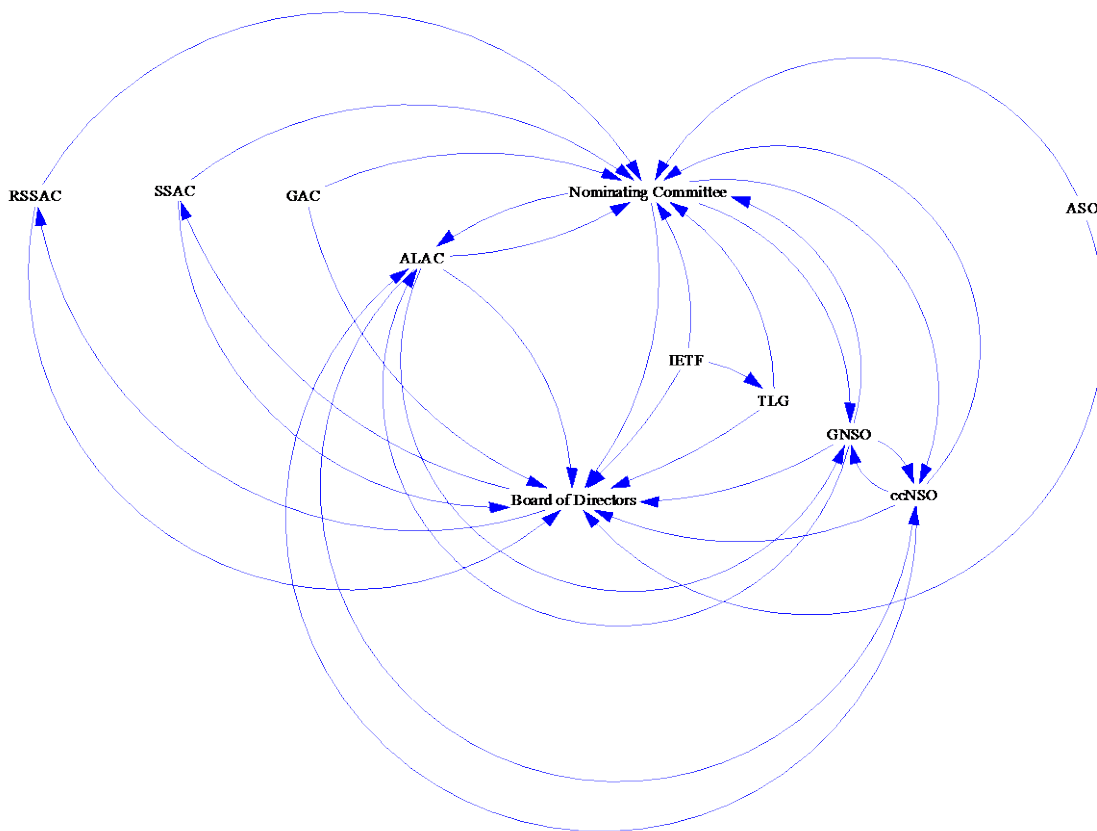 RSSAC
SSAC
GAC
Nominating Committee
ASO
ALAC
IETF
TLG
GNSO
ccNSO
Board of Directors